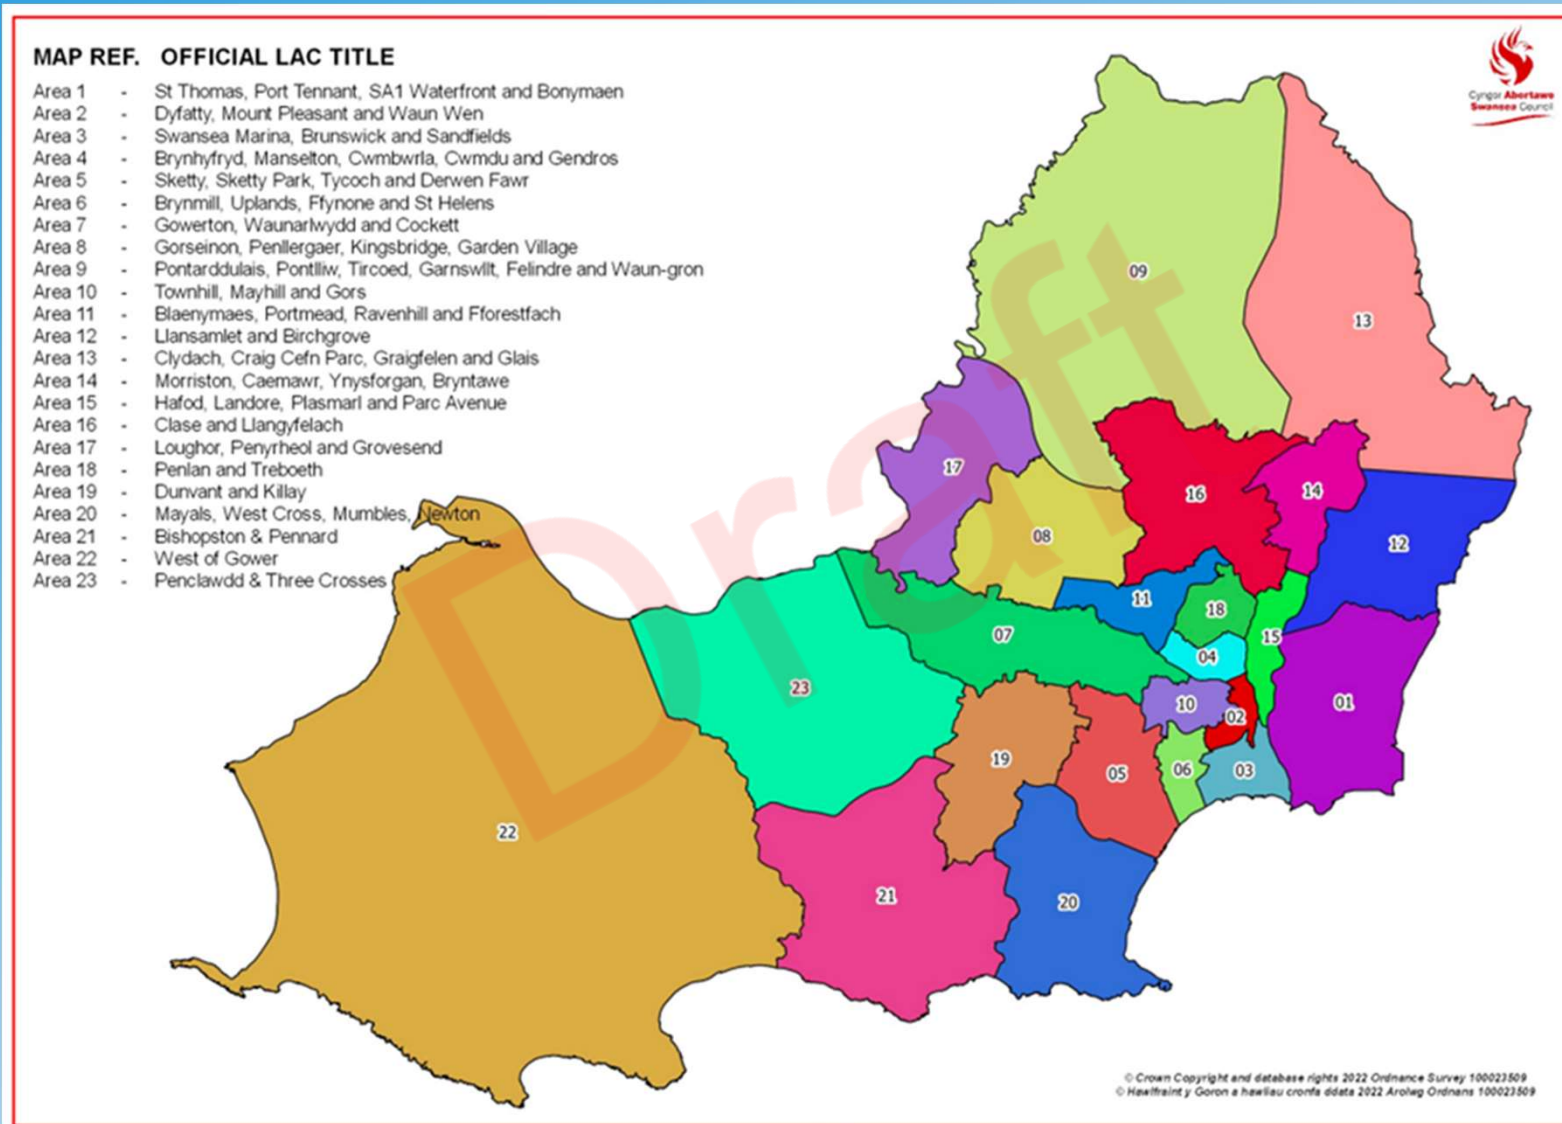 MAP REF. OFFICIAL LAC TITLE
Area 1 - St Thomas, Port Tennant, SA1 Waterfront and Bonymaen
Area 2 - Dyfatty, Mount Pleasant and Waun Wen
Area 3 - Swansea Marina, Brunswick and Sandfields
Area 4 - Brynhyfryd, Manselton, Cwmbwrla, Cwmdu and Gendros
Area 5 - Sketty, Sketty Park, Tycoch and Derwen Fawr
Area 6 - Brynmill, Uplands, Ffynone and St Helens
Area 7 - Gowerton, Waunarlwydd and Cockett
Area 8 - Gorseinon, Penllergaer, Kingsbridge, Garden Village
Area 9 - Pontarddulais, Pontlliw, Tircoed, Garnswllt, Felindre and Waun-gron
Area 10 - Townhill, Mayhill and Gors
Area 11 - Blaenymaes, Portmead, Ravenhill and Fforestfach
Area 12 - Llansamlet and Birchgrove
Area 13 - Clydach, Craig Cefn Parc, Graigfelen and Glais
Area 14 - Morriston, Caemawr, Ynysforgan, Bryntawe
Area 15 - Hafod, Landore, Plasmarl and Parc Avenue
Area 16 - Clase and Llangyfelach
Area 17 - Loughor, Penyrheol and Grovesend
Area 18 - Penlan and Treboeth
Area 19 - Dunvant and Killay
Area 20 - Mayals, West Cross, Mumbles, Newton
Area 21 - Bishopston & Pennard
Area 22 - West of Gower
Area 23 - Penclawdd & Three Crosses
Cyngor Abertawe
Swansea Council
Draft
09
13
17
16
14
08
12
11
18
07
15
04
23
10
01
02
19
05
06
03
22
21
20
© Crown Copyright and database rights 2022 Ordnance Survey 100023509
© Hawlfraint y Goron a hawliau cronfa ddata 2022 Arolwg Ordnans 100023509